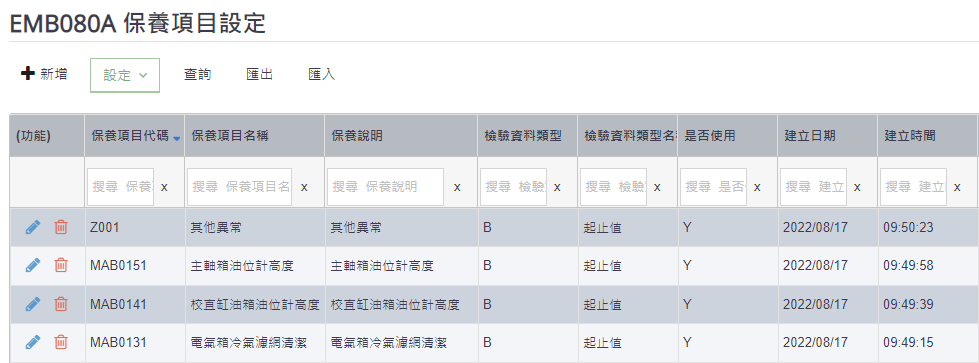 EMB080A 保養項目設定
新增 設定 查詢 匯出 匯入
(功能) 保養項目代碼 保養項目名稱 保養說明 檢驗資料類型 檢驗資料類型名稱 是否使用 建立日期 建立時間
搜尋 保養 x 搜尋 保養項目名 x 搜尋 保養說明 x 搜尋 檢驗 x 搜尋 檢驗 x 搜尋 是否 x 搜尋 建立 x 搜尋 建立 x
Z001 其他異常 其他異常 B 起止值 Y 2022/08/17 09:50:23
MAB0151 主軸箱油位計高度 主軸箱油位計高度 B 起止值 Y 2022/08/17 09:49:58
MAB0141 校直缸油箱油位計高度 校直缸油箱油位計高度 B 起止值 Y 2022/08/17 09:49:39
MAB0131 電氣箱冷氣濾網清潔 電氣箱冷氣濾網清潔 B 起止值 Y 2022/08/17 09:49:15